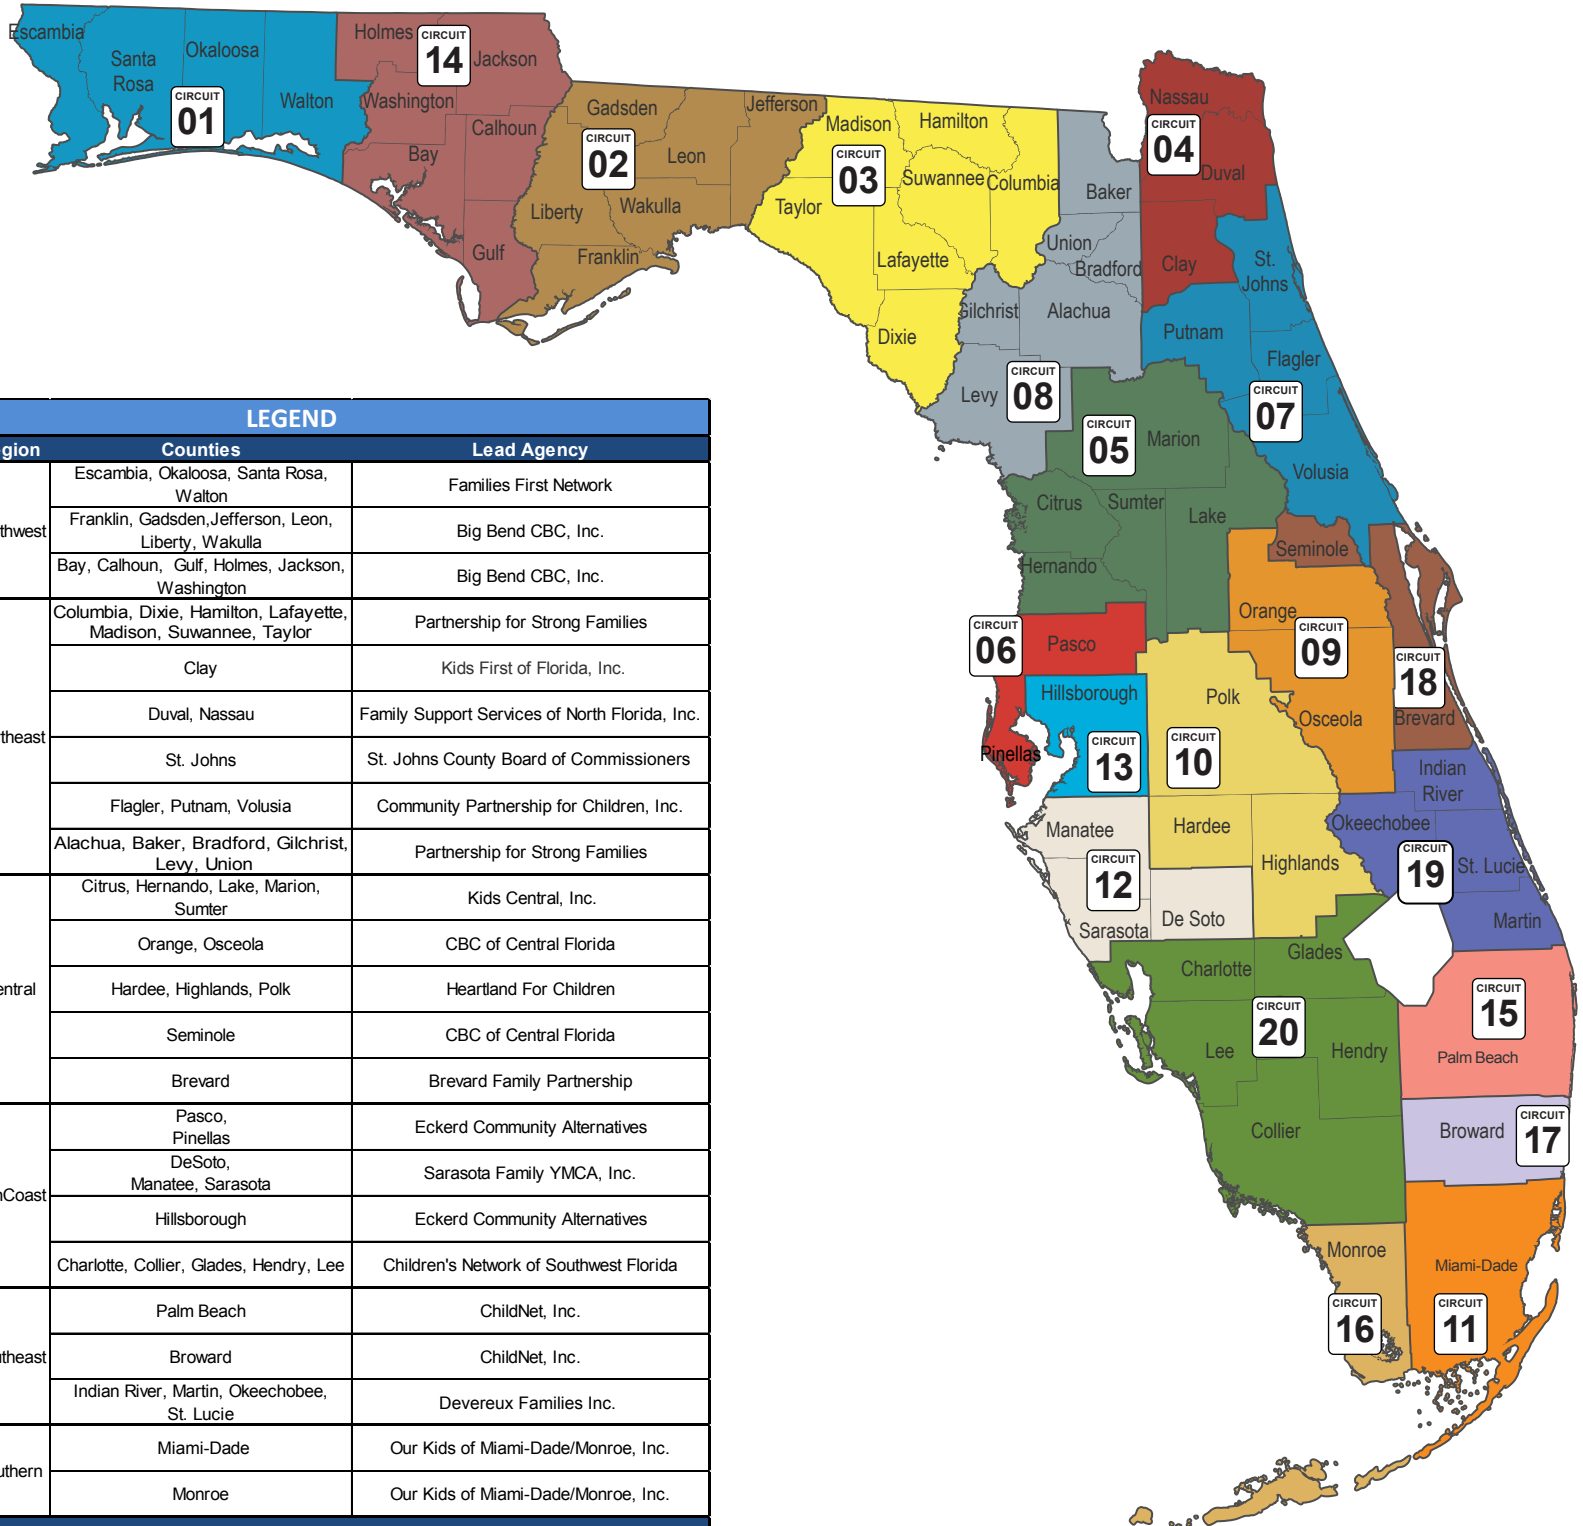 Escambia
Santa
Rosa
Okaloosa
Walton
CIRCUIT
01
Holmes
CIRCUIT
14
Jackson
Washington
Calhoun
Bay
Gulf
Gadsden
Jefferson
CIRCUIT
02
Leon
Liberty
Wakulla
Franklin
Madison
Hamilton
CIRCUIT
03
Suwannee
Columbia
Taylor
Lafayette
Dixie
Nassau
CIRCUIT
04
Duval
Clay
Baker
Union
Bradford
Gilchrist
Alachua
Levy
CIRCUIT
08
St.
Johns
Putnam
Flagler
CIRCUIT
07
Volusia
CIRCUIT
05
Marion
Citrus
Sumter
Lake
Hernando
Seminole
Orange
CIRCUIT
09
Osceola
CIRCUIT
18
Brevard
CIRCUIT
06
Pasco
Pinellas
Hillsborough
CIRCUIT
13
Polk
CIRCUIT
10
Hardee
Highlands
Manatee
CIRCUIT
12
Sarasota
De Soto
Indian
River
Okeechobee
CIRCUIT
19
St. Lucie
Martin
Glades
Charlotte
CIRCUIT
20
Lee
Hendry
Collier
CIRCUIT
15
Palm Beach
Broward
CIRCUIT
17
Monroe
CIRCUIT
16
Miami-Dade
CIRCUIT
11
LEGEND
gion Counties Lead Agency
thwest
Escambia, Okaloosa, Santa Rosa,
Walton
Families First Network
Franklin, Gadsden,Jefferson, Leon,
Liberty, Wakulla
Big Bend CBC, Inc.
Bay, Calhoun, Gulf, Holmes, Jackson,
Washington
Big Bend CBC, Inc.
theast
Columbia, Dixie, Hamilton, Lafayette,
Madison, Suwannee, Taylor
Partnership for Strong Families
Clay Kids First of Florida, Inc.
Duval, Nassau Family Support Services of North Florida, Inc.
St. Johns St. Johns County Board of Commissioners
Flagler, Putnam, Volusia Community Partnership for Children, Inc.
Alachua, Baker, Bradford, Gilchrist,
Levy, Union
Partnership for Strong Families
entral
Citrus, Hernando, Lake, Marion,
Sumter
Kids Central, Inc.
Orange, Osceola CBC of Central Florida
Hardee, Highlands, Polk Heartland For Children
Seminole CBC of Central Florida
Brevard Brevard Family Partnership
nCoast
Pasco,
Pinellas
Eckerd Community Alternatives
DeSoto,
Manatee, Sarasota
Sarasota Family YMCA, Inc.
Hillsborough Eckerd Community Alternatives
Charlotte, Collier, Glades, Hendry, Lee Children's Network of Southwest Florida
theast
Palm Beach ChildNet, Inc.
Broward ChildNet, Inc.
Indian River, Martin, Okeechobee,
St. Lucie
Devereux Families Inc.
uthern
Miami-Dade Our Kids of Miami-Dade/Monroe, Inc.
Monroe Our Kids of Miami-Dade/Monroe, Inc.